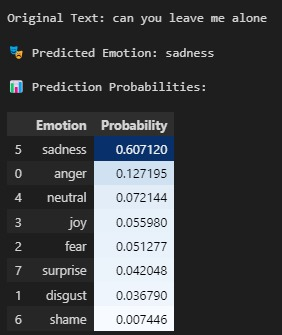 Original Text: can you leave me alone
🎭 Predicted Emotion: sadness
📊 Prediction Probabilities:
Emotion Probability
5 sadness 0.607120
0 anger 0.127195
4 neutral 0.072144
3 joy 0.055980
2 fear 0.051277
7 surprise 0.042048
1 disgust 0.036790
6 shame 0.007446